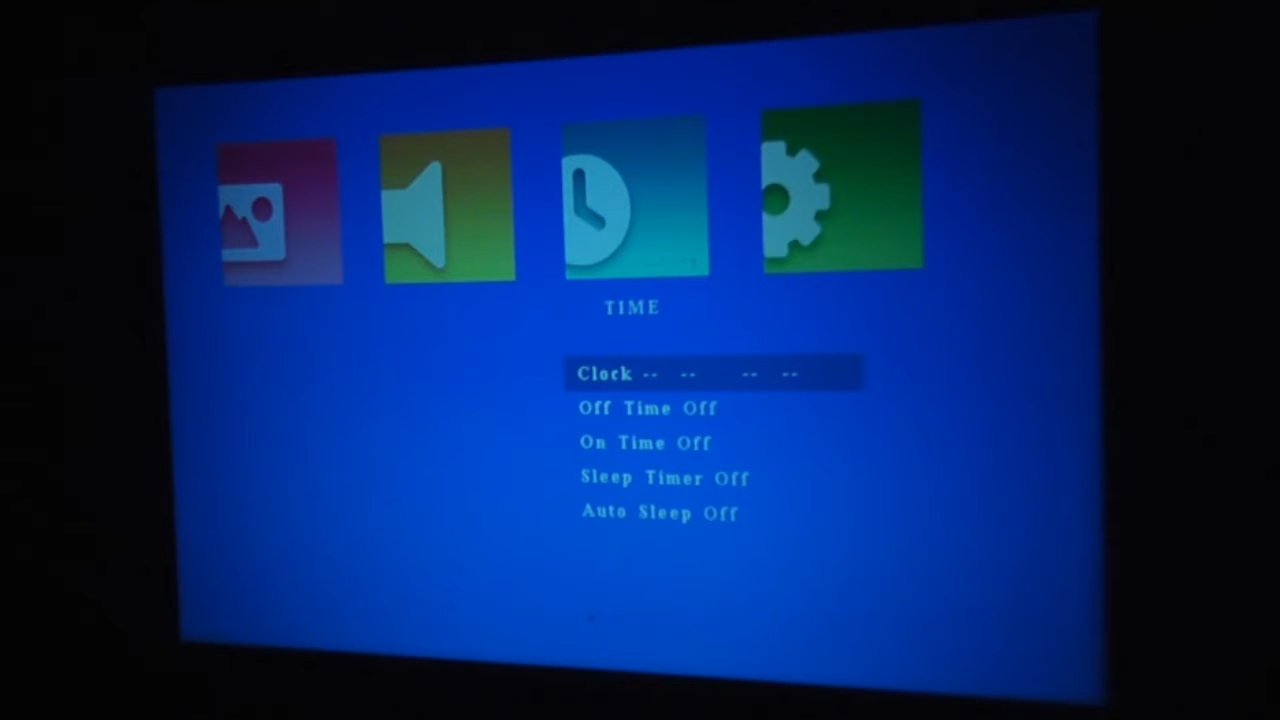 TIME
Clock -- -- -- --
Off Time Off
On Time Off
Sleep Timer Off
Auto Sleep Off